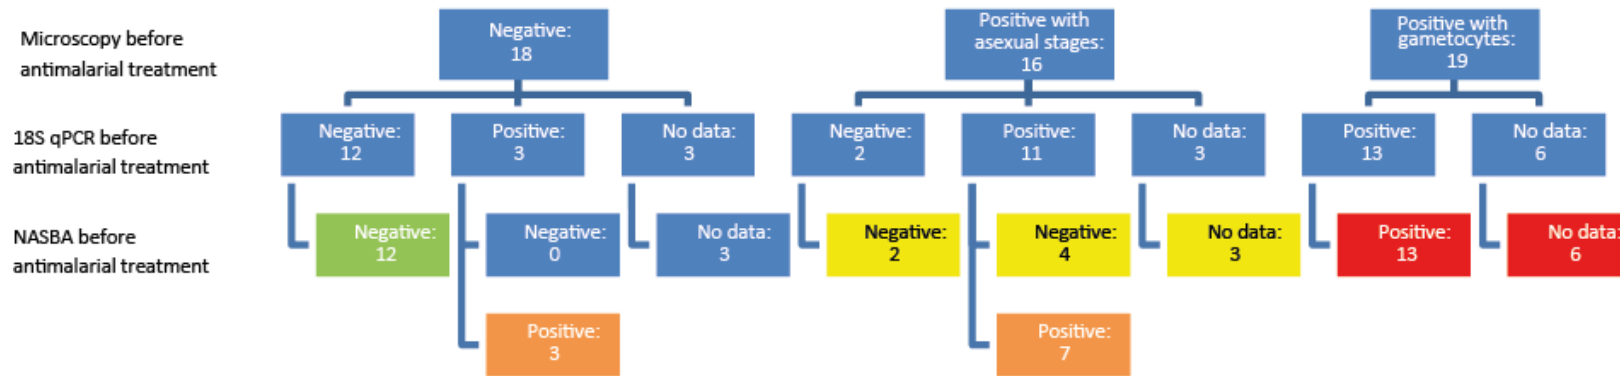 Microscopy before
antimalarial treatment
Negative:
18
Positive with
asexual stages:
16
Positive with
gametocytes:
19
18S qPCR before
antimalarial treatment
Negative:
12
Positive:
3
No data:
3
Negative:
2
Positive:
11
No data:
3
Positive:
13
No data:
6
NASBA before
antimalarial treatment
Negative:
12
Negative:
0
No data:
3
Negative:
2
Negative:
4
No data:
3
Positive:
13
No data:
6
Positive:
3
Positive:
7